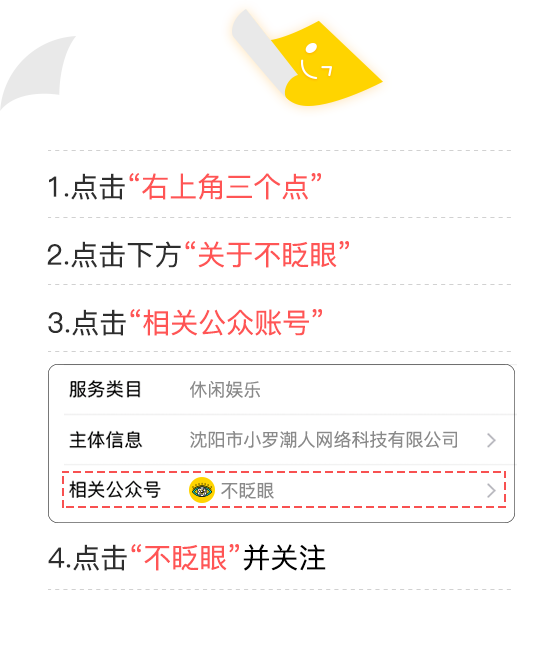 1.点击“右上角三个点”
2.点击下方“关于不眨眼”
3.点击“相关公众账号”
服务类目 休闲娱乐
主体信息 沈阳市小罗潮人网络科技有限公司
相关公众号 不眨眼
4.点击“不眨眼”并关注